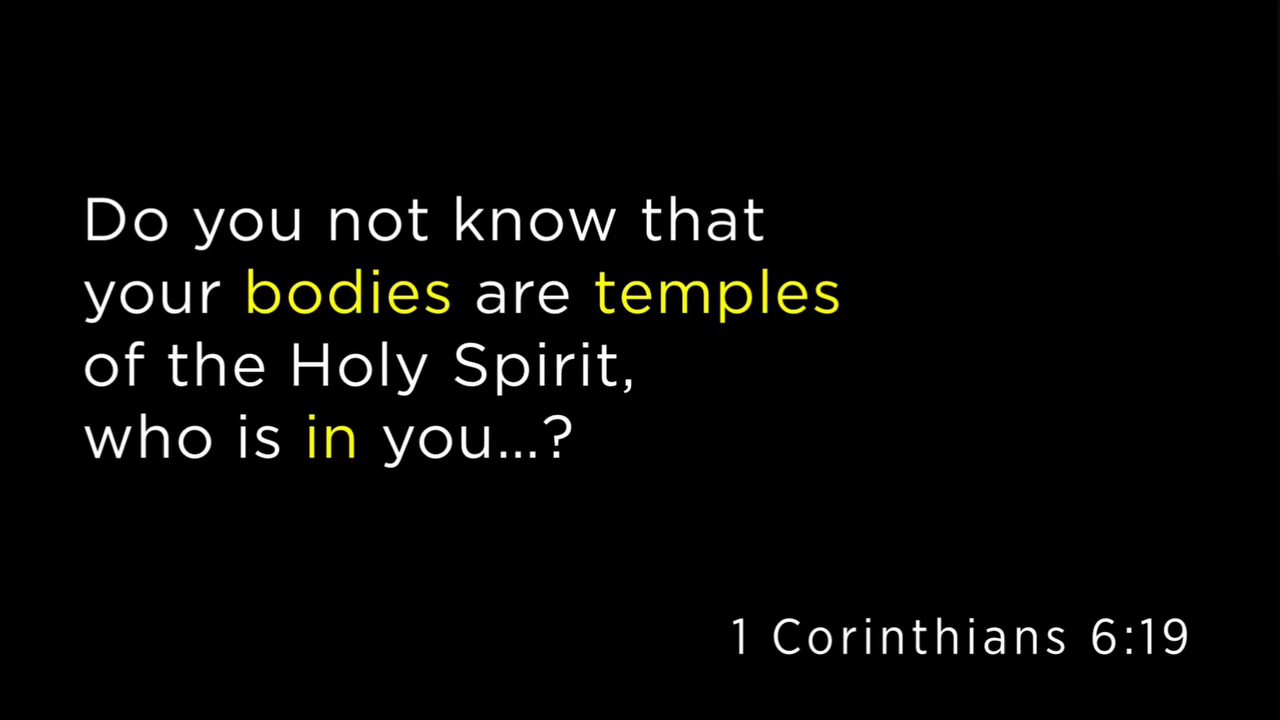 Do you not know that
your bodies are temples
of the Holy Spirit,
who is in you...?
1 Corinthians 6:19